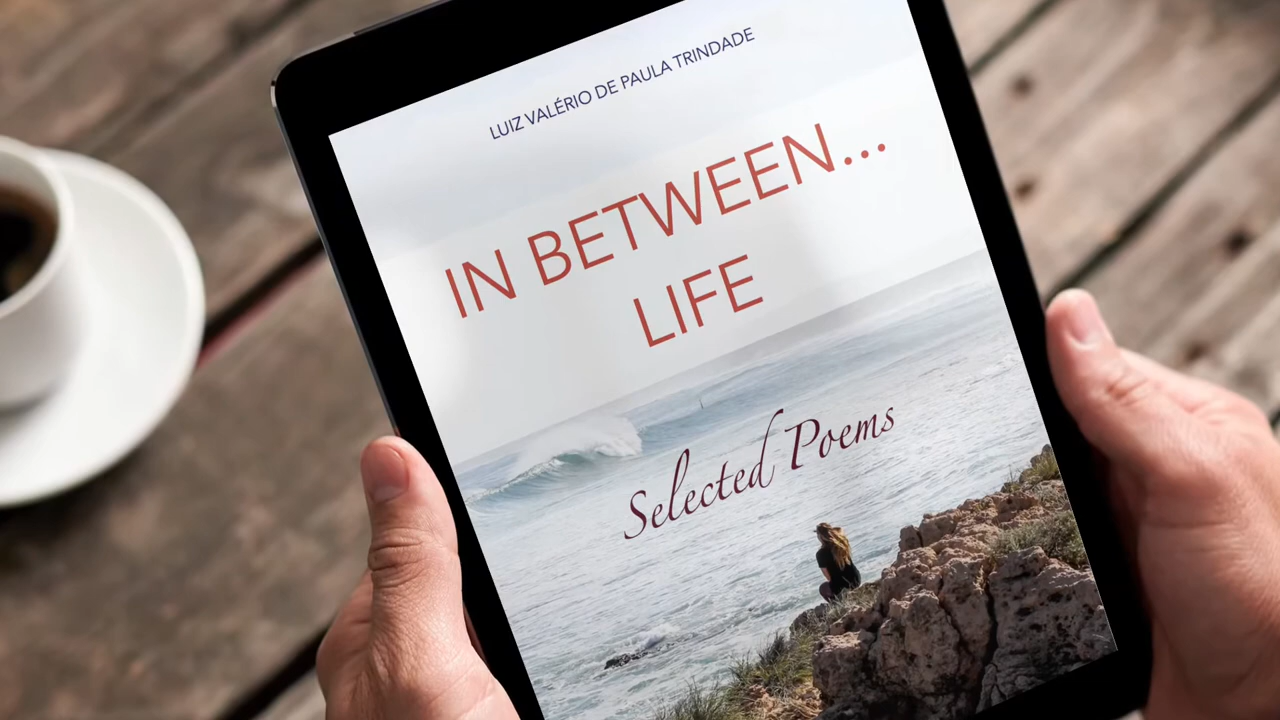 LUIZ VALÉRIO DE PAULA TRINDADE
IN BETWEEN...
LIFE
Selected Poems